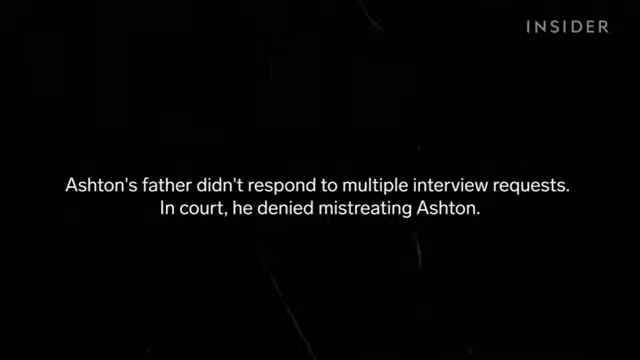 INSIDER
Ashton's father didn't respond to multiple interview requests.
In court, he denied mistreating Ashton.